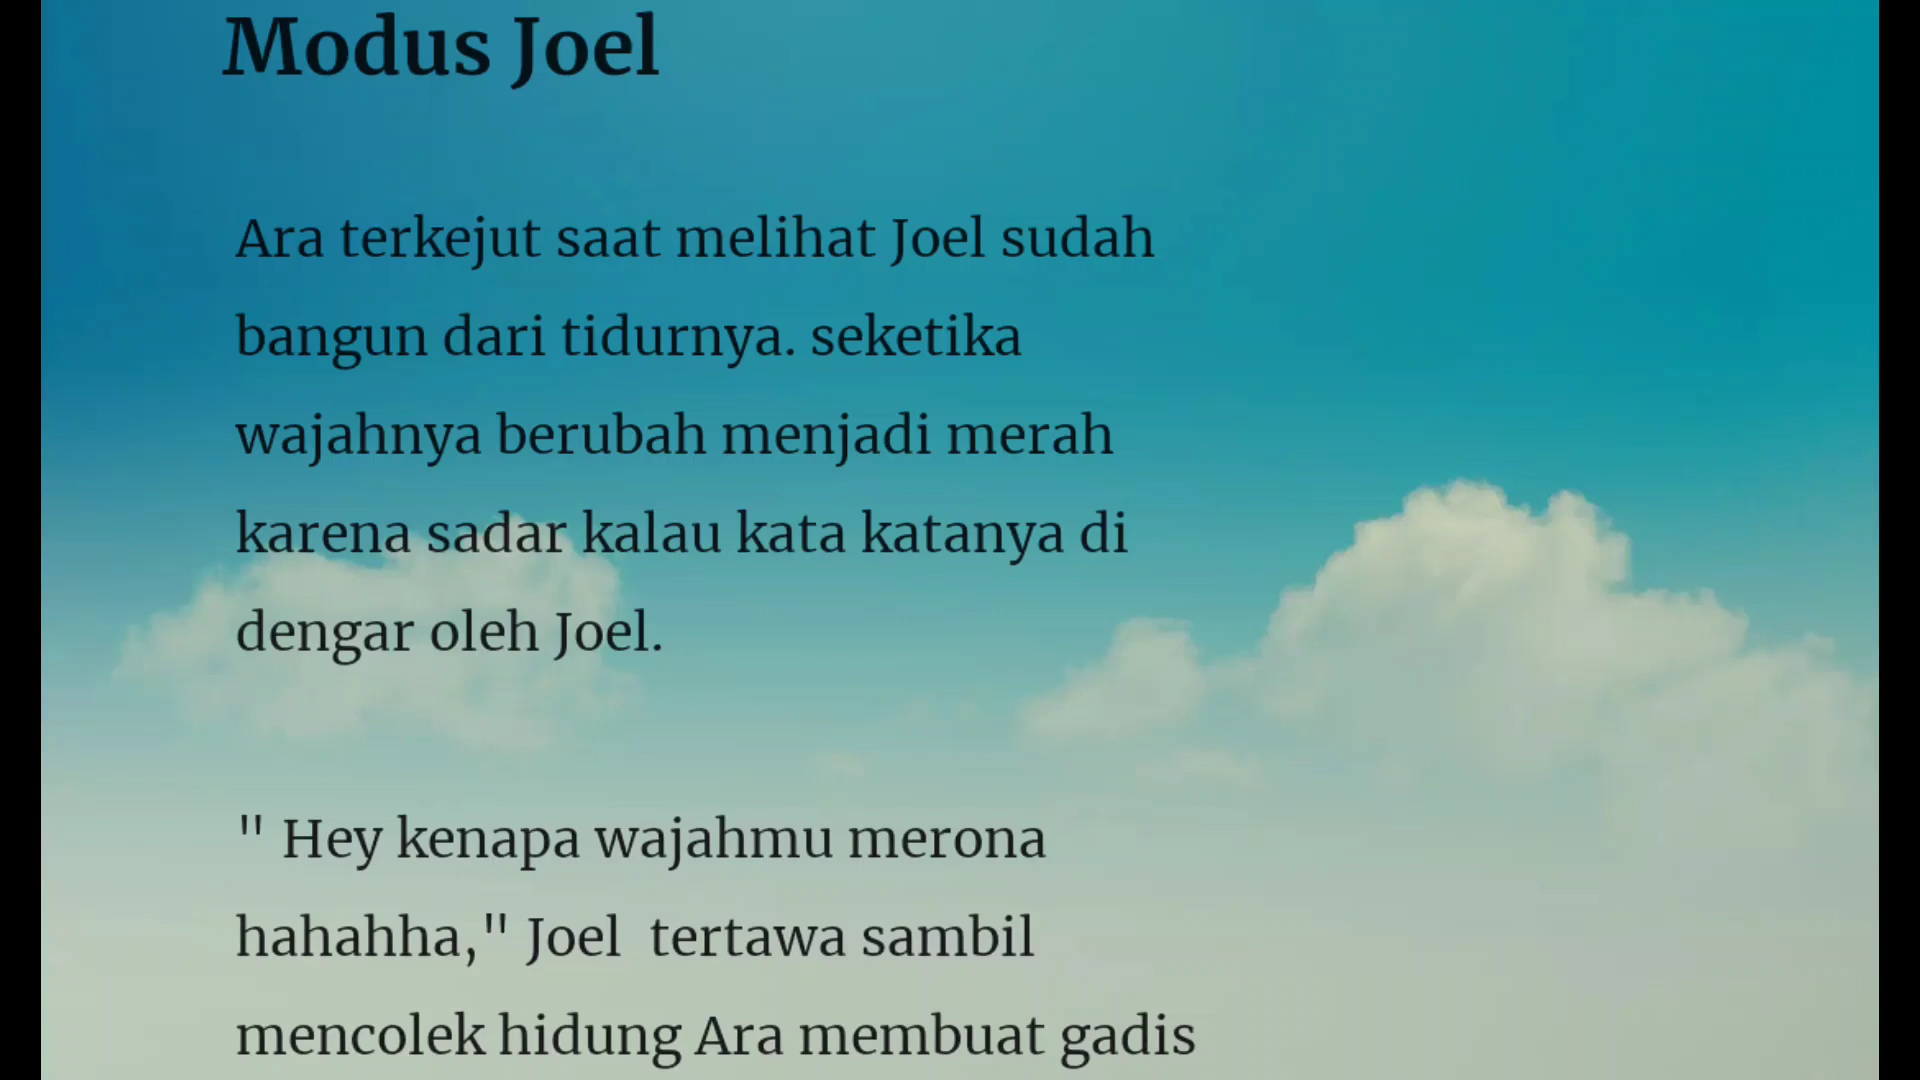 Modus Joel
Ara terkejut saat melihat Joel sudah
bangun dari tidurnya. seketika
wajahnya berubah menjadi merah
karena sadar kalau kata katanya di
dengar oleh Joel.
" Hey kenapa wajahmu merona
hahahha," Joel  tertawa sambil
mencolek hidung Ara membuat gadis